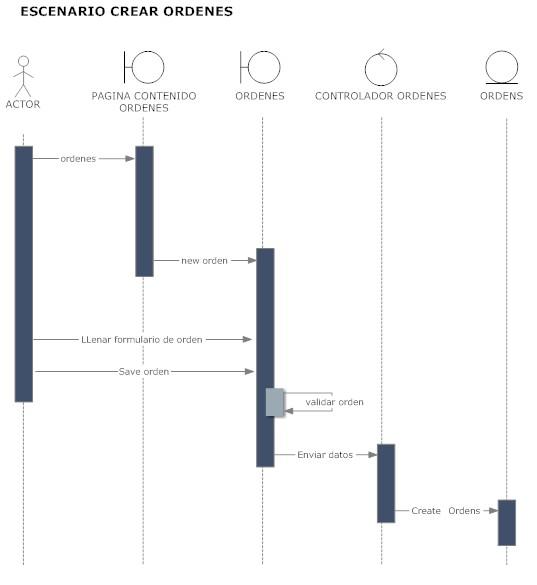 ESCENARIO CREAR ORDENES
ACTOR
PAGINA CONTENIDO
ORDENES
ORDENES
CONTROLADOR ORDENES
ORDENS
ordenes
new orden
LLenar formulario de orden
Save orden
validar orden
Enviar datos
Create Ordens